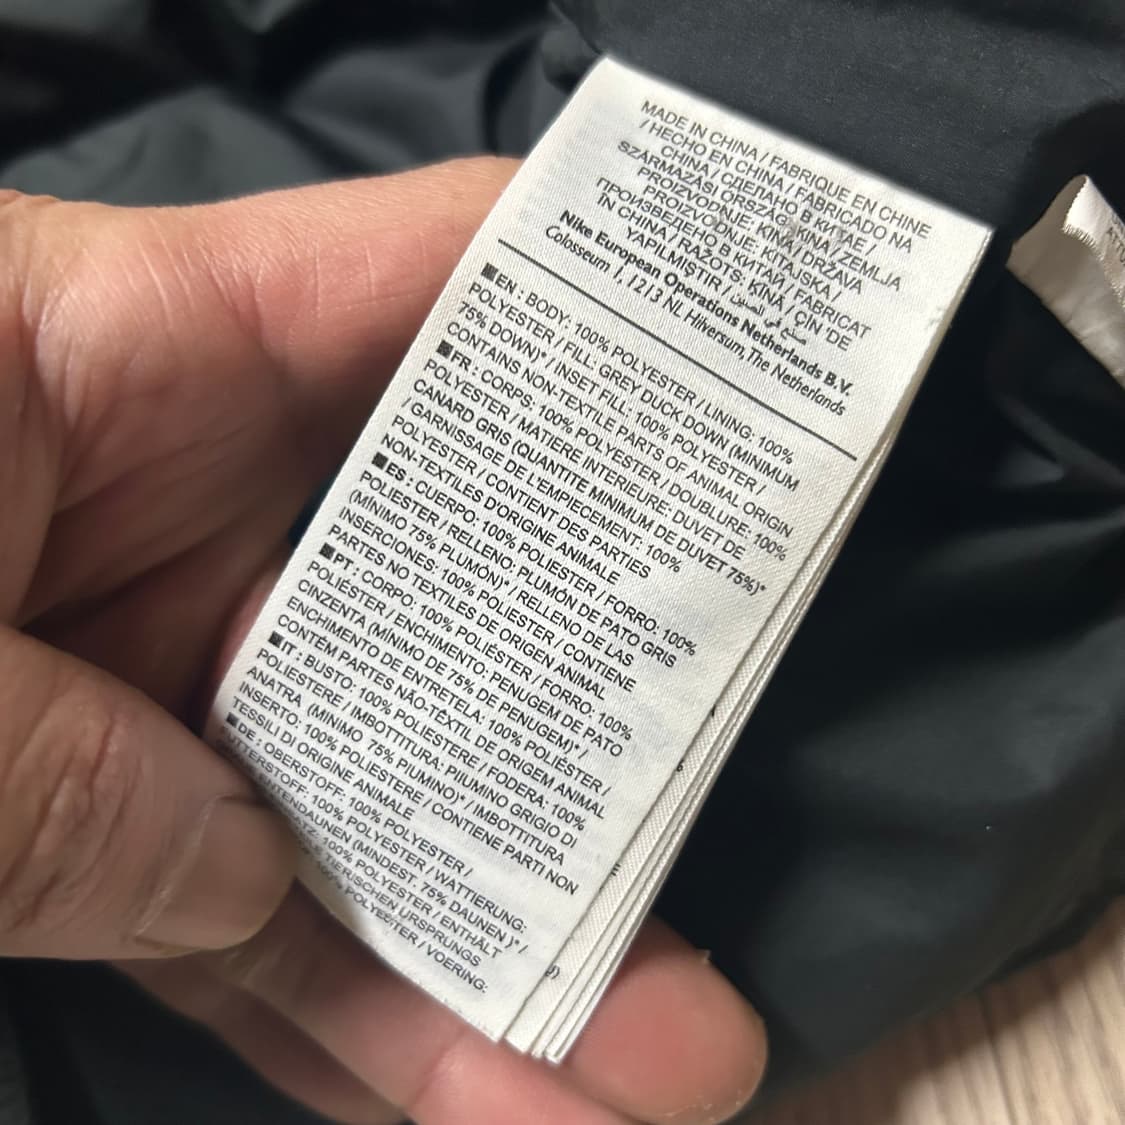 MADE IN CHINA / FABRIQUE EN CHINE
/ HECHO EN CHINA / FABRICADO NA
CHINA / СДЕЛАНО В КИТАЕ /
SZÁRMAZÁSI ORSZÁG: KÍNA / ZEMLJA
PROIZVODNJE: KINA / DRŽAVA
PROIZVODNJE: KITAJSKA /
ПРОИЗВЕДЕНО В КИТАЙ / FABRICAT
ÎN CHINA / RAŽOTS: ĶĪNA / ÇİN 'DE
YAPILMIŞTIR /
Nike European Operations Netherlands B.V.
Colosseum 1, 1213 NL Hilversum, The Netherlands
■EN : BODY: 100% POLYESTER / LINING: 100%
POLYESTER / FILL: GREY DUCK DOWN (MINIMUM
75% DOWN)* / INSET FILL: 100% POLYESTER /
CONTAINS NON-TEXTILE PARTS OF ANIMAL ORIGIN
■FR : CORPS: 100% POLYESTER / DOUBLURE: 100%
POLYESTER / MATIERE INTERIEURE: DUVET DE
CANARD GRIS (QUANTITE MINIMUM DE DUVET 75%)*
/ GARNISSAGE DE L'EMPIECEMENT: 100%
POLYESTER / CONTIENT DES PARTIES
NON-TEXTILES D'ORIGINE ANIMALE
■ES : CUERPO: 100% POLIESTER / FORRO: 100%
POLIESTER / RELLENO: PLUMÓN DE PATO GRIS
(MÍNIMO 75% PLUMÓN)* / RELLENO DE LAS
INSERCIONES: 100% POLIESTER / CONTIENE
PARTES NO TEXTILES DE ORIGEN ANIMAL
■PT : CORPO: 100% POLIÉSTER / FORRO: 100%
POLIÉSTER / ENCHIMENTO: PENUGEM DE PATO
CINZENTA (MÍNIMO DE 75% DE PENUGEM)* /
ENCHIMENTO DE ENTRETELA: 100% POLIÉSTER /
CONTÉM PARTES NÃO-TÊXTIL DE ORIGEM ANIMAL
■IT : BUSTO: 100% POLIESTERE / FODERA: 100%
POLIESTERE / IMBOTTITURA: PIIUMINO GRIGIO DI
ANATRA (MINIMO 75% PIUMINO)* / IMBOTTITURA
INSERTO: 100% POLIESTERE / CONTIENE PARTI NON
TESSILI DI ORIGINE ANIMALE
■DE : OBERSTOFF: 100% POLYESTER /
FUTTERSTOFF: 100% POLYESTER / WATTIERUNG:
ENTENDAUNEN (MINDEST. 75% DAUNEN )* /
100% POLYESTER / ENTHÄLT
TIERISCHEN URSPRUNGS
100% POLYESTER / VOERING: